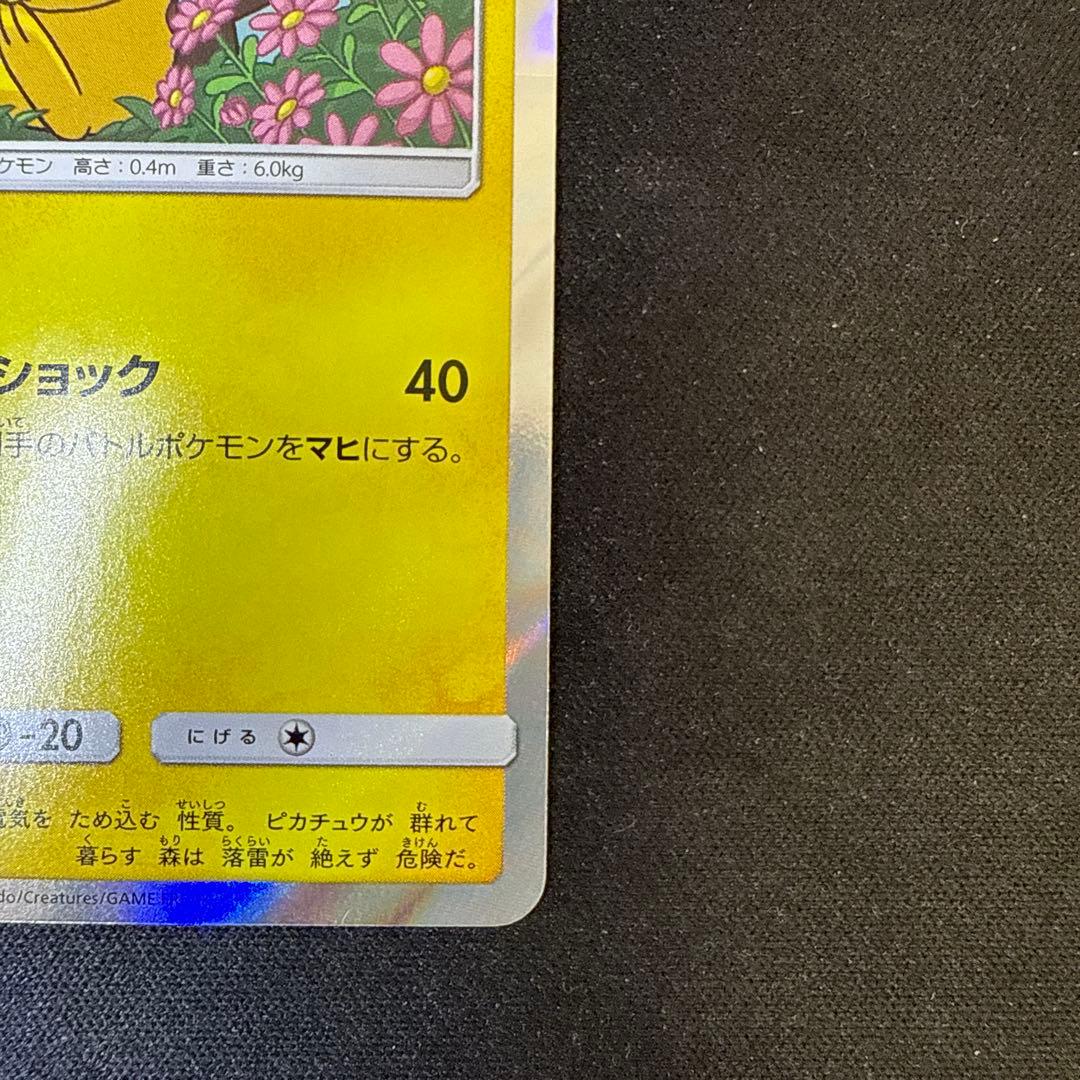 ケモン 高さ:0.4m 重さ:6.0kg
ショック 40
手のバトルポケモンをマヒにする。
-20 にげる
電気を ため込む 性質。 ピカチュウが 群れて
暮らす 森は 落雷が 絶えず 危険だ。
do/Creatures/GAME